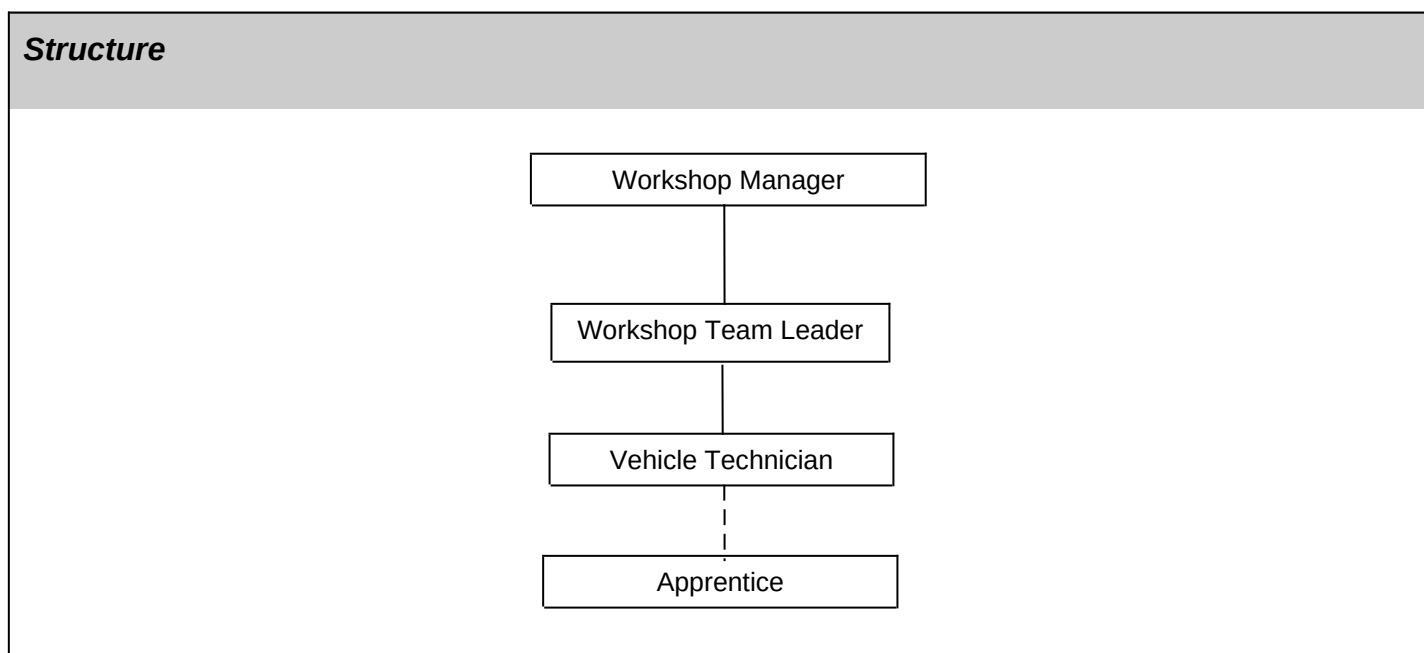 Structure
Workshop Manager
Workshop Team Leader
Vehicle Technician
Apprentice